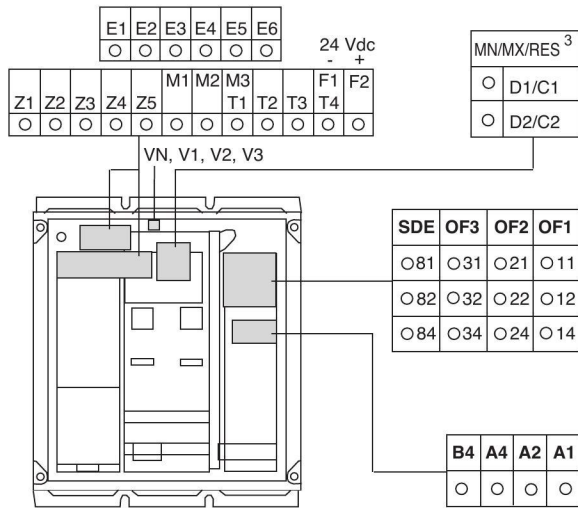 E1 E2 E3 E4 E5 E6
24 Vdc
- +
Z1 Z2 Z3 Z4 Z5 M1 M2 M3 F1 F2
T1 T2 T3 T4
MN/MX/RES 3
D1/C1
D2/C2
VN, V1, V2, V3
SDE OF3 OF2 OF1
81 31 21 11
82 32 22 12
84 34 24 14
B4 A4 A2 A1